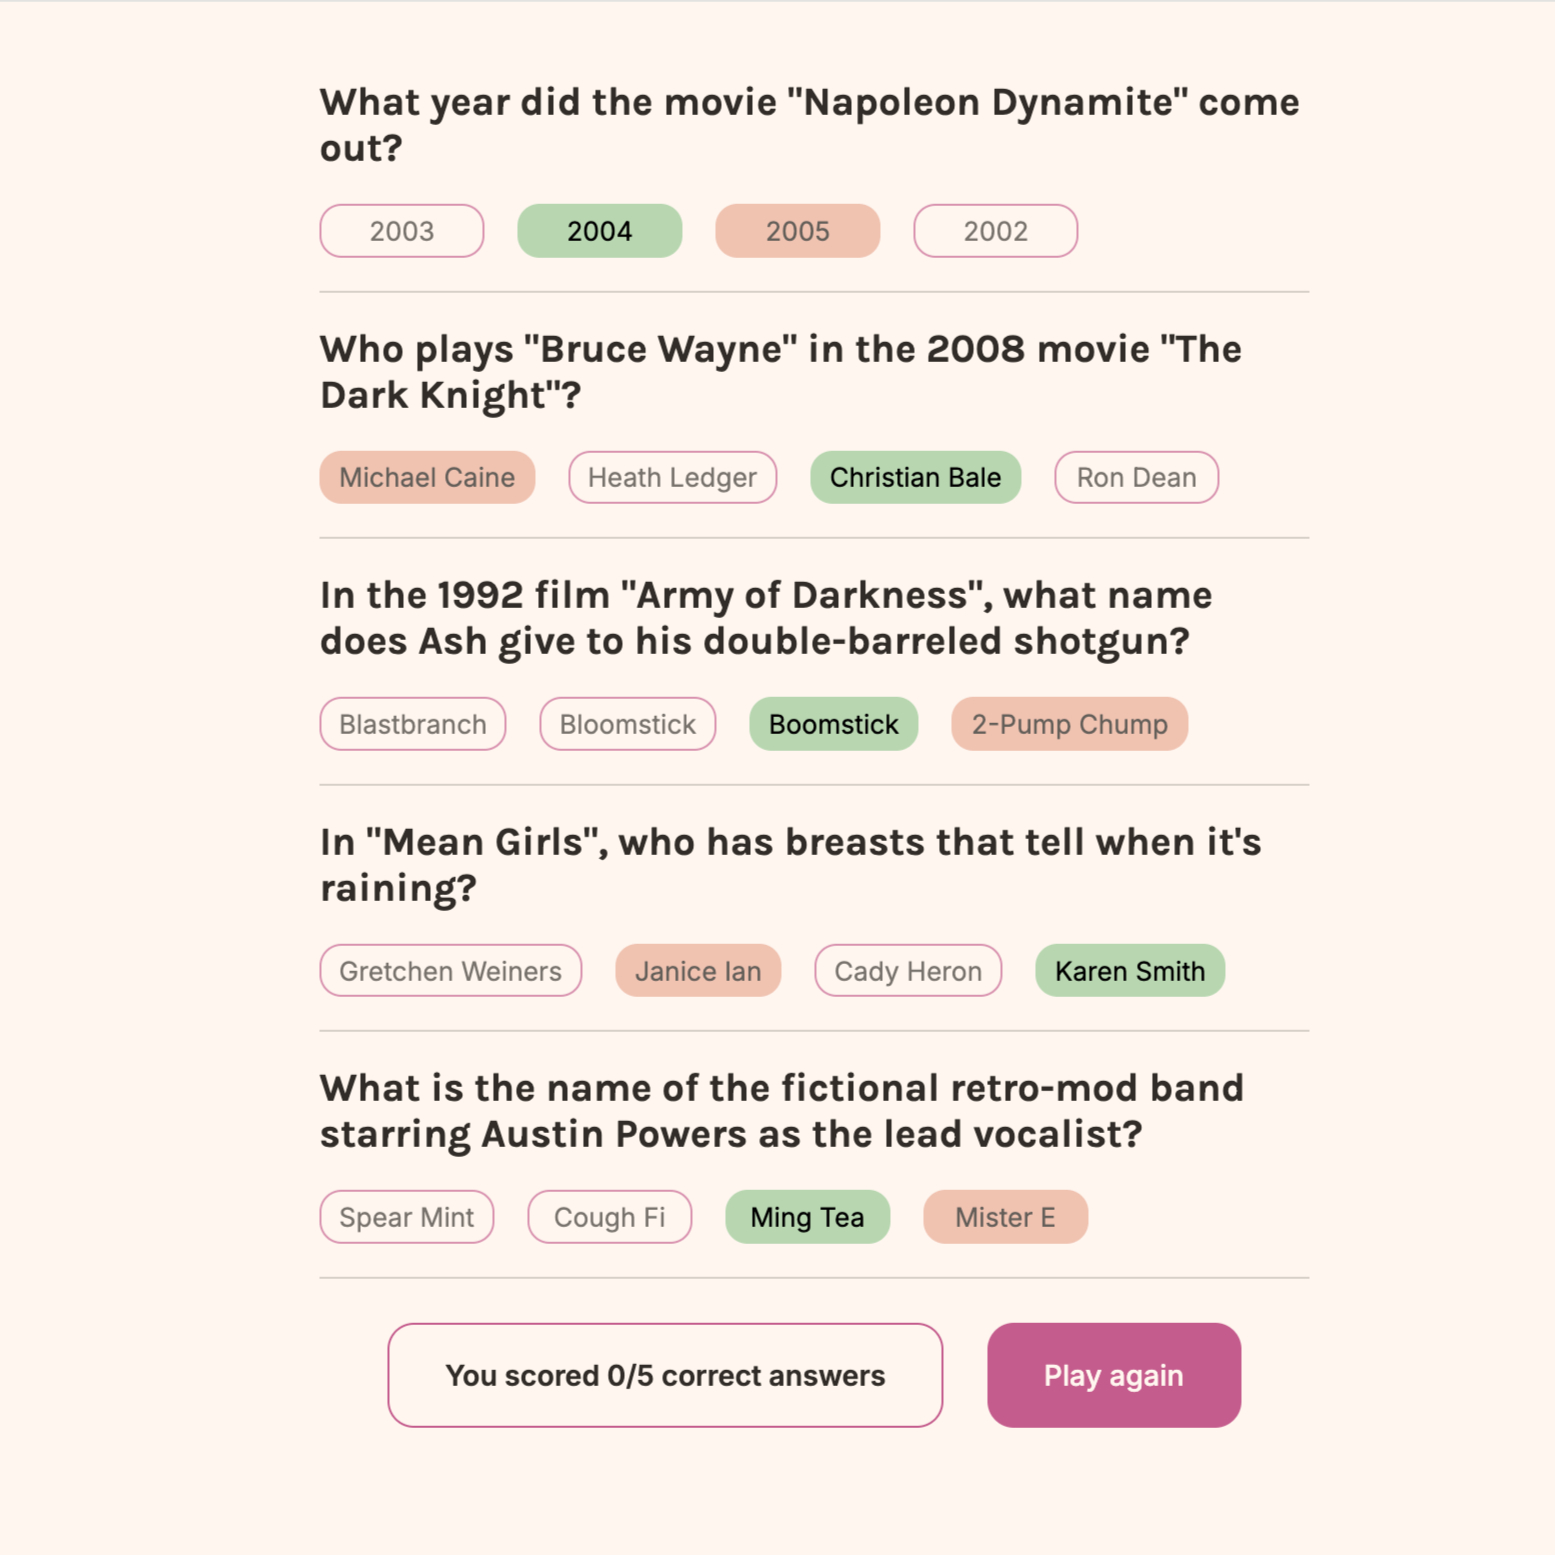 What year did the movie "Napoleon Dynamite" come
out?
2003 2004 2005 2002
Who plays "Bruce Wayne" in the 2008 movie "The
Dark Knight"?
Michael Caine Heath Ledger Christian Bale Ron Dean
In the 1992 film "Army of Darkness", what name
does Ash give to his double-barreled shotgun?
Blastbranch Bloomstick Boomstick 2-Pump Chump
In "Mean Girls", who has breasts that tell when it's
raining?
Gretchen Weiners Janice Ian Cady Heron Karen Smith
What is the name of the fictional retro-mod band
starring Austin Powers as the lead vocalist?
Spear Mint Cough Fi Ming Tea Mister E
You scored 0/5 correct answers Play again